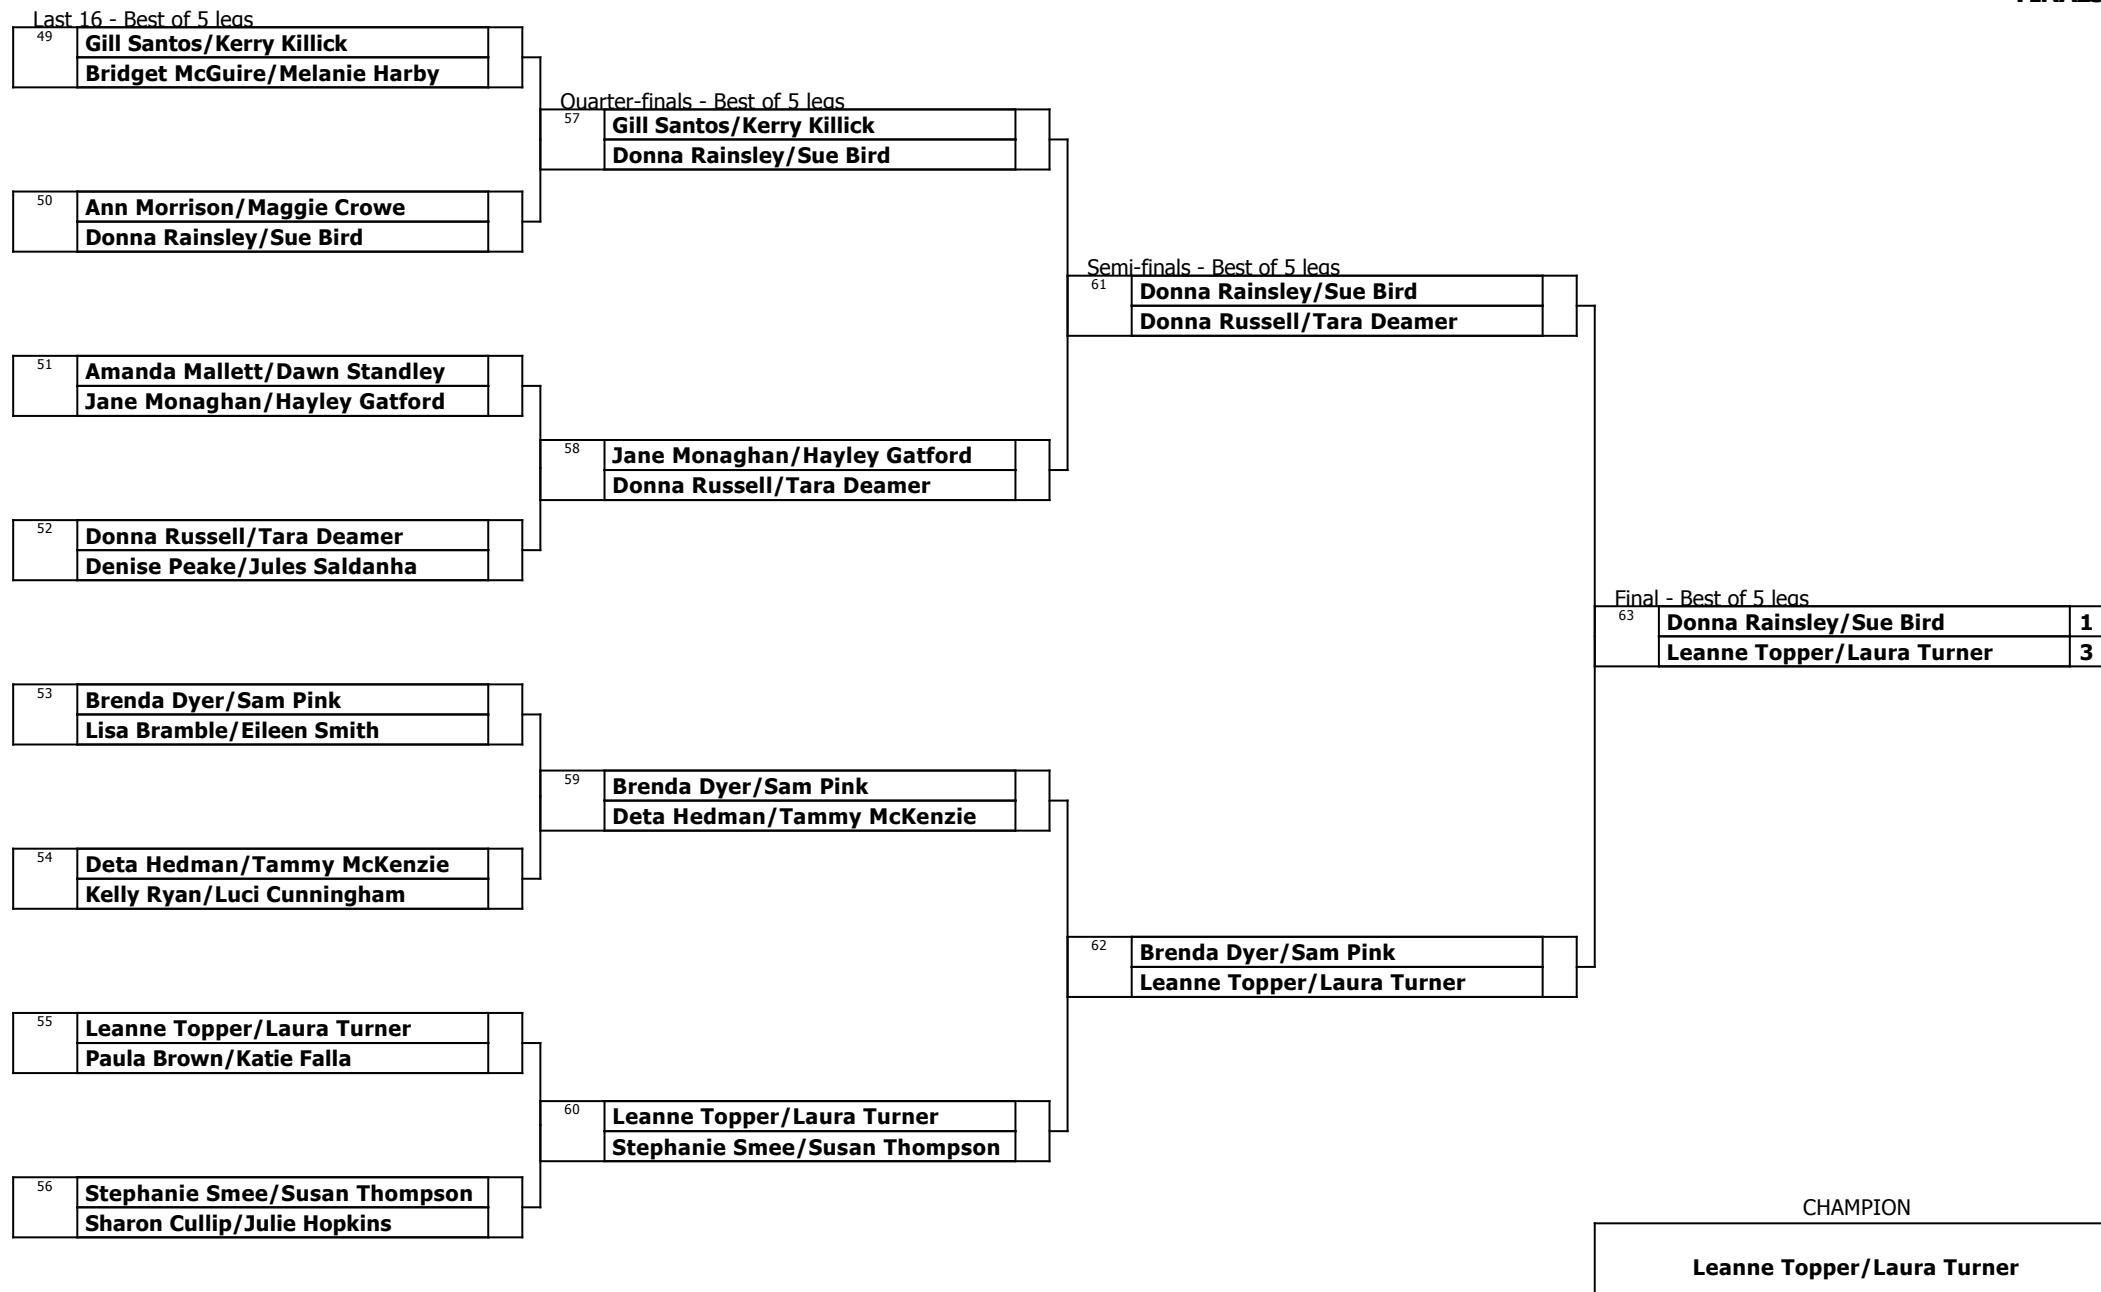 Last 16 - Best of 5 legs
49
Gill Santos/Kerry Killick
Bridget McGuire/Melanie Harby
50
Ann Morrison/Maggie Crowe
Donna Rainsley/Sue Bird
51
Amanda Mallett/Dawn Standley
Jane Monaghan/Hayley Gatford
52
Donna Russell/Tara Deamer
Denise Peake/Jules Saldanha
53
Brenda Dyer/Sam Pink
Lisa Bramble/Eileen Smith
54
Deta Hedman/Tammy McKenzie
Kelly Ryan/Luci Cunningham
55
Leanne Topper/Laura Turner
Paula Brown/Katie Falla
56
Stephanie Smee/Susan Thompson
Sharon Cullip/Julie Hopkins
Quarter-finals - Best of 5 legs
57
Gill Santos/Kerry Killick
Donna Rainsley/Sue Bird
58
Jane Monaghan/Hayley Gatford
Donna Russell/Tara Deamer
59
Brenda Dyer/Sam Pink
Deta Hedman/Tammy McKenzie
60
Leanne Topper/Laura Turner
Stephanie Smee/Susan Thompson
Semi-finals - Best of 5 legs
61
Donna Rainsley/Sue Bird
Donna Russell/Tara Deamer
62
Brenda Dyer/Sam Pink
Leanne Topper/Laura Turner
Final - Best of 5 legs
63
Donna Rainsley/Sue Bird 1
Leanne Topper/Laura Turner 3
CHAMPION
Leanne Topper/Laura Turner